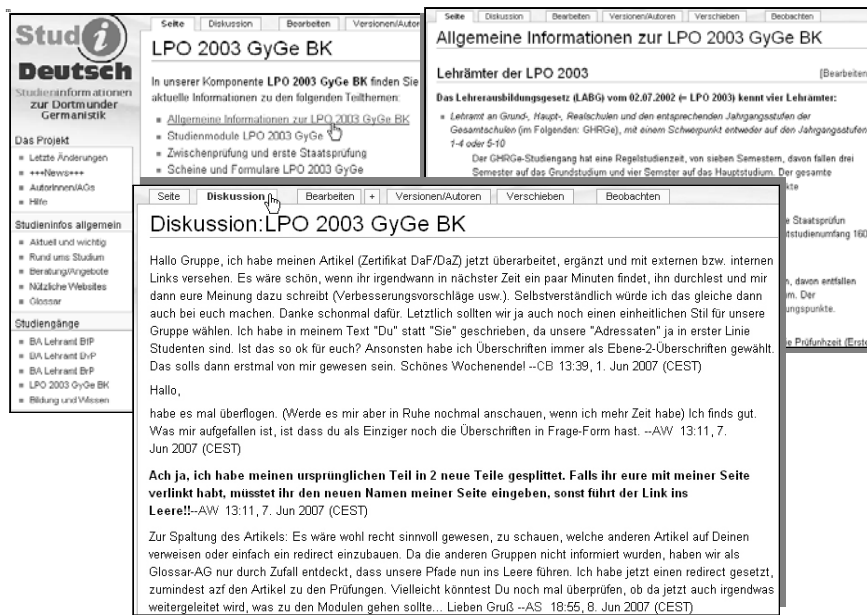 Studi
Deutsch
Studieninformationen
zur Dortmunder
Germanistik
Das Projekt
Letzte Änderungen
+++News+++
AutorInnen/AGs
Hilfe
Studieninfos allgemein
Aktuell und wichtig
Rund ums Studium
Beratung/Angebote
Nützliche Websites
Glossar
Studiengänge
BA Lehramt BfP
BA Lehramt BvP
BA Lehramt BrP
LPO 2003 GyGe BK
Bildung und Wissen
Seite Diskussion Bearbeiten Versionen/Autor
LPO 2003 GyGe BK
In unserer Komponente LPO 2003 GyGe BK finden Sie
aktuelle Informationen zu den folgenden Teilthemen:
Allgemeine Informationen zur LPO 2003 GyGe BK
Studienmodule LPO 2003 GyGe
Zwischenprüfung und erste Staatsprüfung
Scheine und Formulare LPO 2003 GyGe
Seite Diskussion Bearbeiten Versionen/Autoren Verschieben Beobachten
Allgemeine Informationen zur LPO 2003 GyGe BK
Lehrämter der LPO 2003 [Bearbeiten
Das Lehrerausbildungsgesetz (LABG) vom 02.07.2002 (= LPO 2003) kennt vier Lehrämter:
Lehramt an Grund-, Haupt-, Realschulen und den entsprechenden Jahrgangsstufen der
Gesamtschulen (im Folgenden: GHRGe), mit einem Schwerpunkt entweder auf den Jahrgangsstufen
1-4 oder 5-10
Der GHRGe-Studiengang hat eine Regelstudienzeit, von sieben Semestern, davon fallen drei
Semester auf das Grundstudium und vier Semster auf das Hauptstudium. Der gesamte
kte
e Staatsprüfun
tstudienumfang 160
n, davon entfallen
m. Der
ungspunkte.
e Prüfunhzeit (Erste
Seite Diskussion Bearbeiten + Versionen/Autoren Verschieben Beobachten
Diskussion:LPO 2003 GyGe BK
Hallo Gruppe, ich habe meinen Artikel (Zertifikat DaF/DaZ) jetzt überarbeitet, ergänzt und mit externen bzw. internen
Links versehen. Es wäre schön, wenn ihr irgendwann in nächster Zeit ein paar Minuten findet, ihn durchlest und mir
dann eure Meinung dazu schreibt (Verbesserungsvorschläge usw.). Selbstverständlich würde ich das gleiche dann
auch bei euch machen. Danke schonmal dafür. Letztlich sollten wir ja auch noch einen einheitlichen Stil für unsere
Gruppe wählen. Ich habe in meinem Text "Du" statt "Sie" geschrieben, da unsere "Adressaten" ja in erster Linie
Studenten sind. Ist das so ok für euch? Ansonsten habe ich Überschriften immer als Ebene-2-Überschriften gewählt.
Das solls dann erstmal von mir gewesen sein. Schönes Wochenende! --CB 13:39, 1. Jun 2007 (CEST)
Hallo,
habe es mal überflogen. (Werde es mir aber in Ruhe nochmal anschauen, wenn ich mehr Zeit habe) Ich finds gut.
Was mir aufgefallen ist, ist dass du als Einziger noch die Überschriften in Frage-Form hast. --AW 13:11, 7.
Jun 2007 (CEST)
Ach ja, ich habe meinen ursprünglichen Teil in 2 neue Teile gesplittet. Falls ihr eure mit meiner Seite
verlinkt habt, müsstet ihr den neuen Namen meiner Seite eingeben, sonst führt der Link ins
Leere!!--AW 13:11, 7. Jun 2007 (CEST)
Zur Spaltung des Artikels: Es wäre wohl recht sinnvoll gewesen, zu schauen, welche anderen Artikel auf Deinen
verweisen oder einfach ein redirect einzubauen. Da die anderen Gruppen nicht informiert wurden, haben wir als
Glossar-AG nur durch Zufall entdeckt, dass unsere Pfade nun ins Leere führen. Ich habe jetzt einen redirect gesetzt,
zumindest azf den Artikel zu den Prüfungen. Vielleicht könntest Du noch mal überprüfen, ob da jetzt auch irgendwas
weitergeleitet wird, was zu den Modulen gehen sollte... Lieben Gruß --AS 18:55, 8. Jun 2007 (CEST)